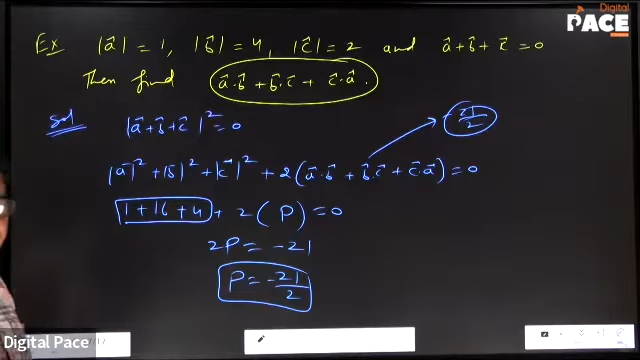 Digital
PACE
Ex |a⃗| = 1, |b⃗| = 4, |c⃗| = 2 and a⃗ + b⃗ + c⃗ = 0
Then find a⃗·b⃗ + b⃗·c⃗ + c⃗·a⃗.
Sol |a⃗ + b⃗ + c⃗|² = 0
-21/2
|a⃗|² + |b⃗|² + |c⃗|² + 2(a⃗·b⃗ + b⃗·c⃗ + c⃗·a⃗) = 0
1 + 16 + 4 + 2(P) = 0
2P = -21
P = -21/2
Digital Pace